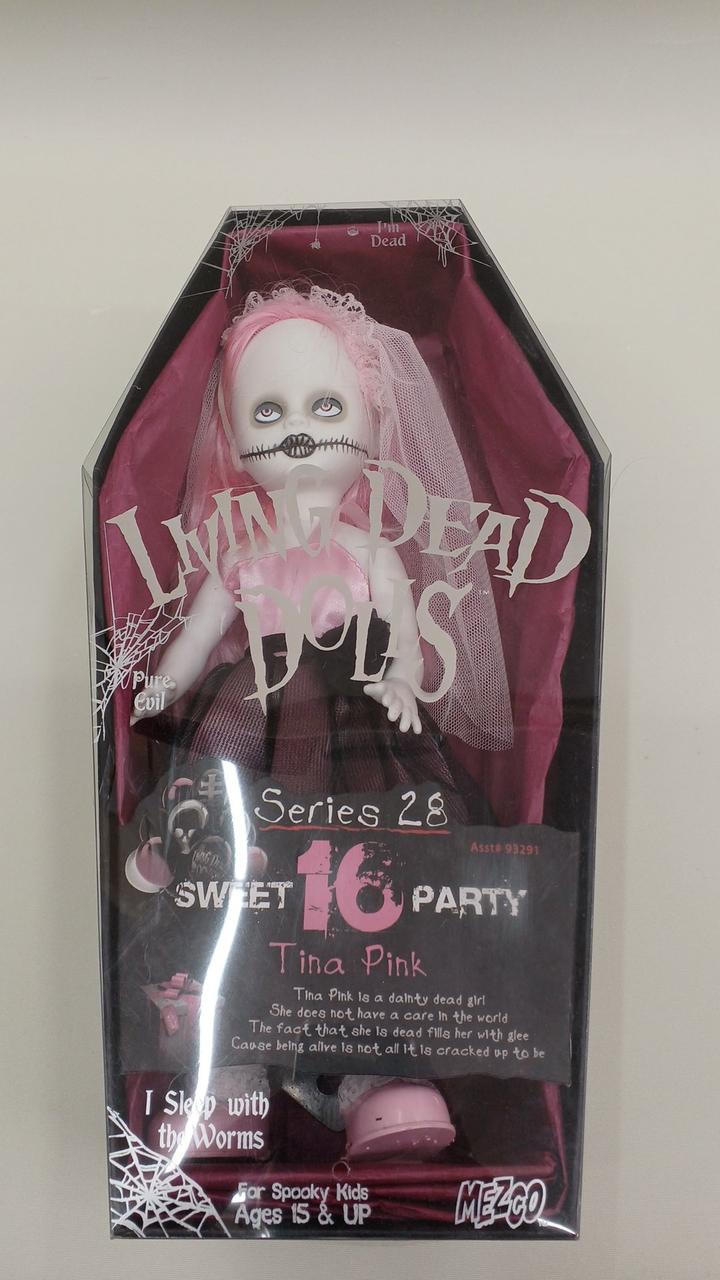 I'm
Dead
LIVING DEAD
DOLLS™
Pure
Evil
Series 28
Asst# 93291
SWEET 16 PARTY
Tina Pink
Tina Pink is a dainty dead girl
She does not have a care in the world
The fact that she is dead fills her with glee
Cause being alive is not all it is cracked up to be
I Sleep with
the Worms
For Spooky Kids
Ages 15 & UP
MEZCO